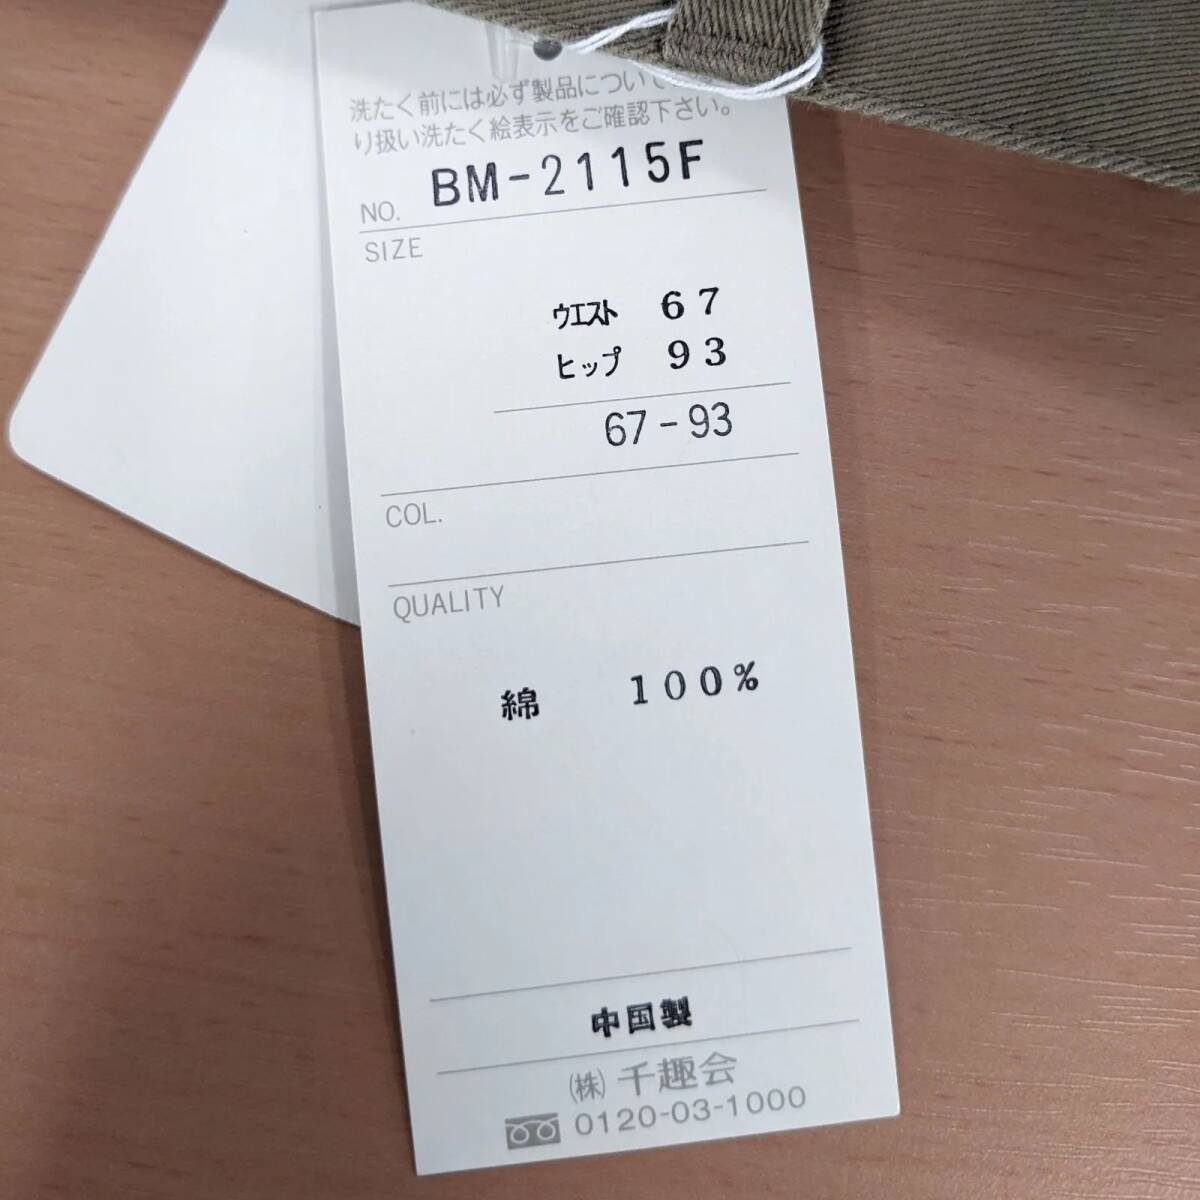 洗たく前には必ず製品につい
り扱い洗たく絵表示をご確認下さい。
NO. BM-2115F
SIZE
ウエスト 67
ヒップ 93
67-93
COL.
QUALITY
綿 100%
中国製
(株) 千趣会
0120-03-1000